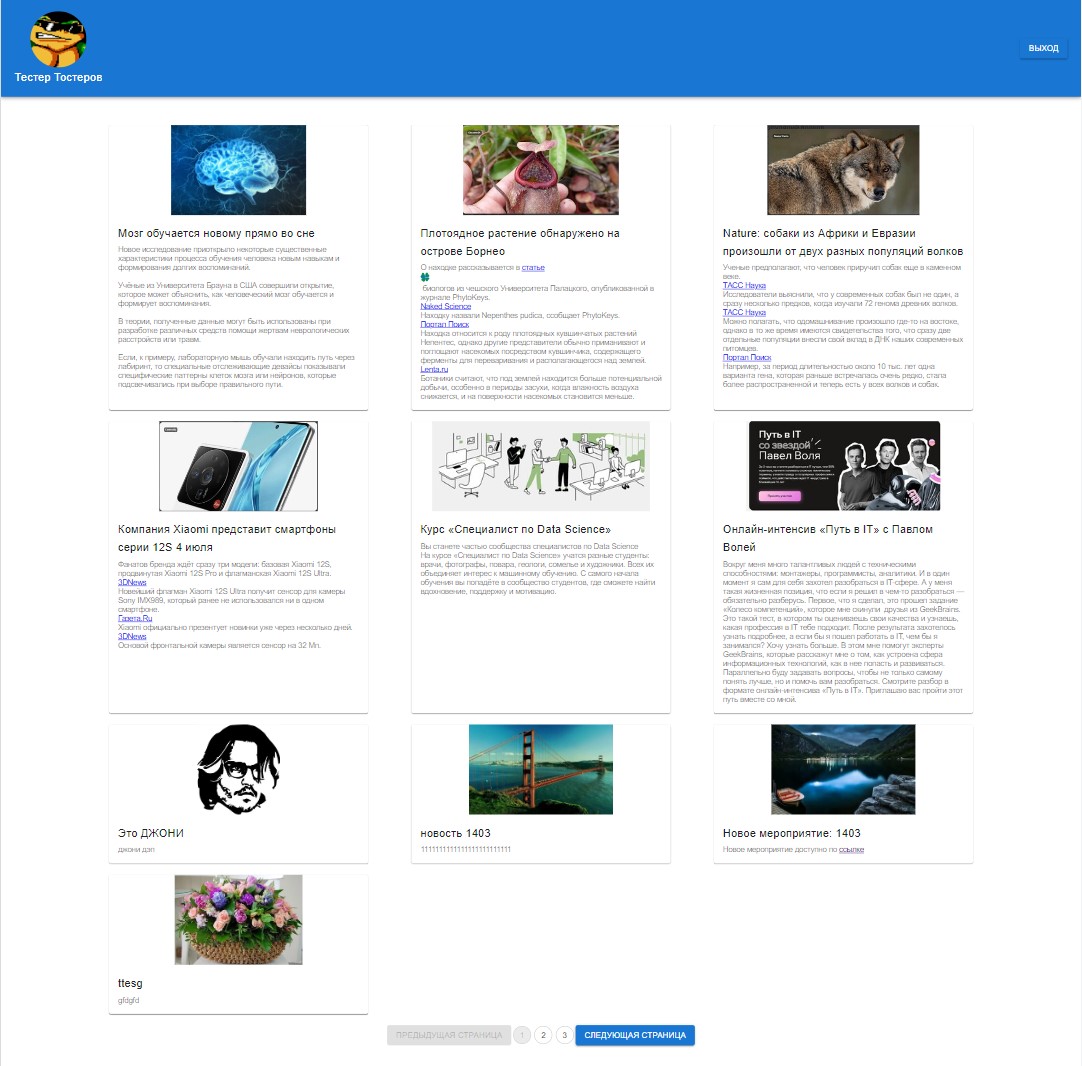 Тестер Тостеров
ВЫХОД
Мозг обучается новому прямо во сне
Новое исследование приоткрыло некоторые существенные
характеристики процесса обучения человека новым навыкам и
формирования долгих воспоминаний.
Учёные из Университета Брауна в США совершили открытие,
которое может объяснить, как человеческий мозг обучается и
формирует воспоминания.
В теории, полученные данные могут быть использованы при
разработке различных средств помощи жертвам неврологических
расстройств или травм.
Если, к примеру, лабораторную мышь обучали находить путь через
лабиринт, то специальные отслеживающие девайсы показывали
специфические паттерны клеток мозга или нейронов, которые
подсвечивались при выборе правильного пути.
Плотоядное растение обнаружено на
острове Борнео
О находке рассказывается в статье
биологов из чешского Университета Палацкого, опубликованной в
журнале PhytoKeys.
Naked Science
Находку назвали Nepenthes pudica, сообщает PhytoKeys.
Портал Поиск
Находка относится к роду плотоядных кувшинчатых растений
Непентес, однако другие представители обычно приманивают и
поглощают насекомых посредством кувшинчика, содержащего
ферменты для переваривания и располагающегося над землей.
Lenta.ru
Ботаники считают, что под землей находится больше потенциальной
добычи, особенно в периоды засухи, когда влажность воздуха
снижается, и на поверхности насекомых становится меньше.
Nature: собаки из Африки и Евразии
произошли от двух разных популяций волков
Ученые предполагают, что человек приручил собак еще в каменном
веке.
ТАСС Наука
Исследователи выяснили, что у современных собак был не один, а
сразу несколько предков, когда изучали 72 генома древних волков.
ТАСС Наука
Можно полагать, что одомашнивание произошло где-то на востоке,
однако в то же время имеются свидетельства того, что сразу две
отдельные популяции внесли свой вклад в ДНК наших современных
питомцев.
Портал Поиск
Например, за период длительностью около 10 тыс. лет одна
варианта гена, которая раньше встречалась очень редко, стала
более распространенной и теперь есть у всех волков и собак.
Компания Xiaomi представит смартфоны
серии 12S 4 июля
Фанатов бренда ждёт сразу три модели: базовая Xiaomi 12S,
продвинутая Xiaomi 12S Pro и флагманская Xiaomi 12S Ultra.
3DNews
Новейший флагман Xiaomi 12S Ultra получит сенсор для камеры
Sony IMX989, который ранее не использовался ни в одном
смартфоне.
Газета.Ru
Xiaomi официально презентует новинки уже через несколько дней.
3DNews
Основой фронтальной камеры является сенсор на 32 Мп.
Курс «Специалист по Data Science»
Вы станете частью сообщества специалистов по Data Science
На курсе «Специалист по Data Science» учатся разные студенты:
врачи, фотографы, повара, геологи, сомелье и художники. Всех их
объединяет интерес к машинному обучению. С самого начала
обучения вы попадёте в сообщество студентов, где сможете найти
вдохновение, поддержку и мотивацию.
Путь в IT
со звездой
Павел Воля
Онлайн-интенсив «Путь в IT» с Павлом
Волей
Вокруг меня много талантливых людей с техническими
способностями: монтажеры, программисты, аналитики. И в один
момент я сам для себя захотел разобраться в IT-сфере. А у меня
такая жизненная позиция, что если я решил в чем-то разобраться —
обязательно разберусь. Первое, что я сделал, это прошел задание
«Колесо компетенций», которое мне скинули друзья из GeekBrains.
Это такой тест, в котором ты оцениваешь свои качества и узнаешь,
какая профессия в IT тебе подходит. После результата захотелось
узнать подробнее, а если бы я пошел работать в IT, чем бы я
занимался? Хочу узнать больше. В этом мне помогут эксперты
GeekBrains, которые расскажут мне о том, как устроена сфера
информационных технологий, как в нее попасть и развиваться.
Параллельно буду задавать вопросы, чтобы не только самому
понять лучше, но и помочь вам разобраться. Смотрите разбор в
формате онлайн-интенсива «Путь в IT». Приглашаю вас пройти этот
путь вместе со мной.
Это ДЖОНИ
джони дэп
новость 1403
Новое мероприятие: 1403
Новое мероприятие доступно по ссылке
ttesg
gfdgfd
ПРЕДЫДУЩАЯ СТРАНИЦА 1 2 3 СЛЕДУЮЩАЯ СТРАНИЦА